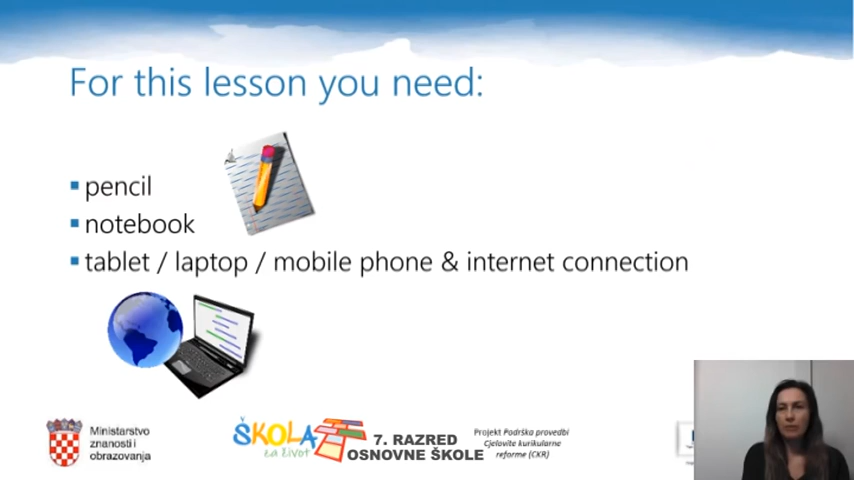 For this lesson you need:
pencil
notebook
tablet / laptop / mobile phone & internet connection
Ministarstvo
znanosti i
obrazovanja
ŠKOLA
za život
7. RAZRED
OSNOVNE ŠKOLE
Projekt Podrška provedbi
Cjelovite kurikularne
reforme (CKR)